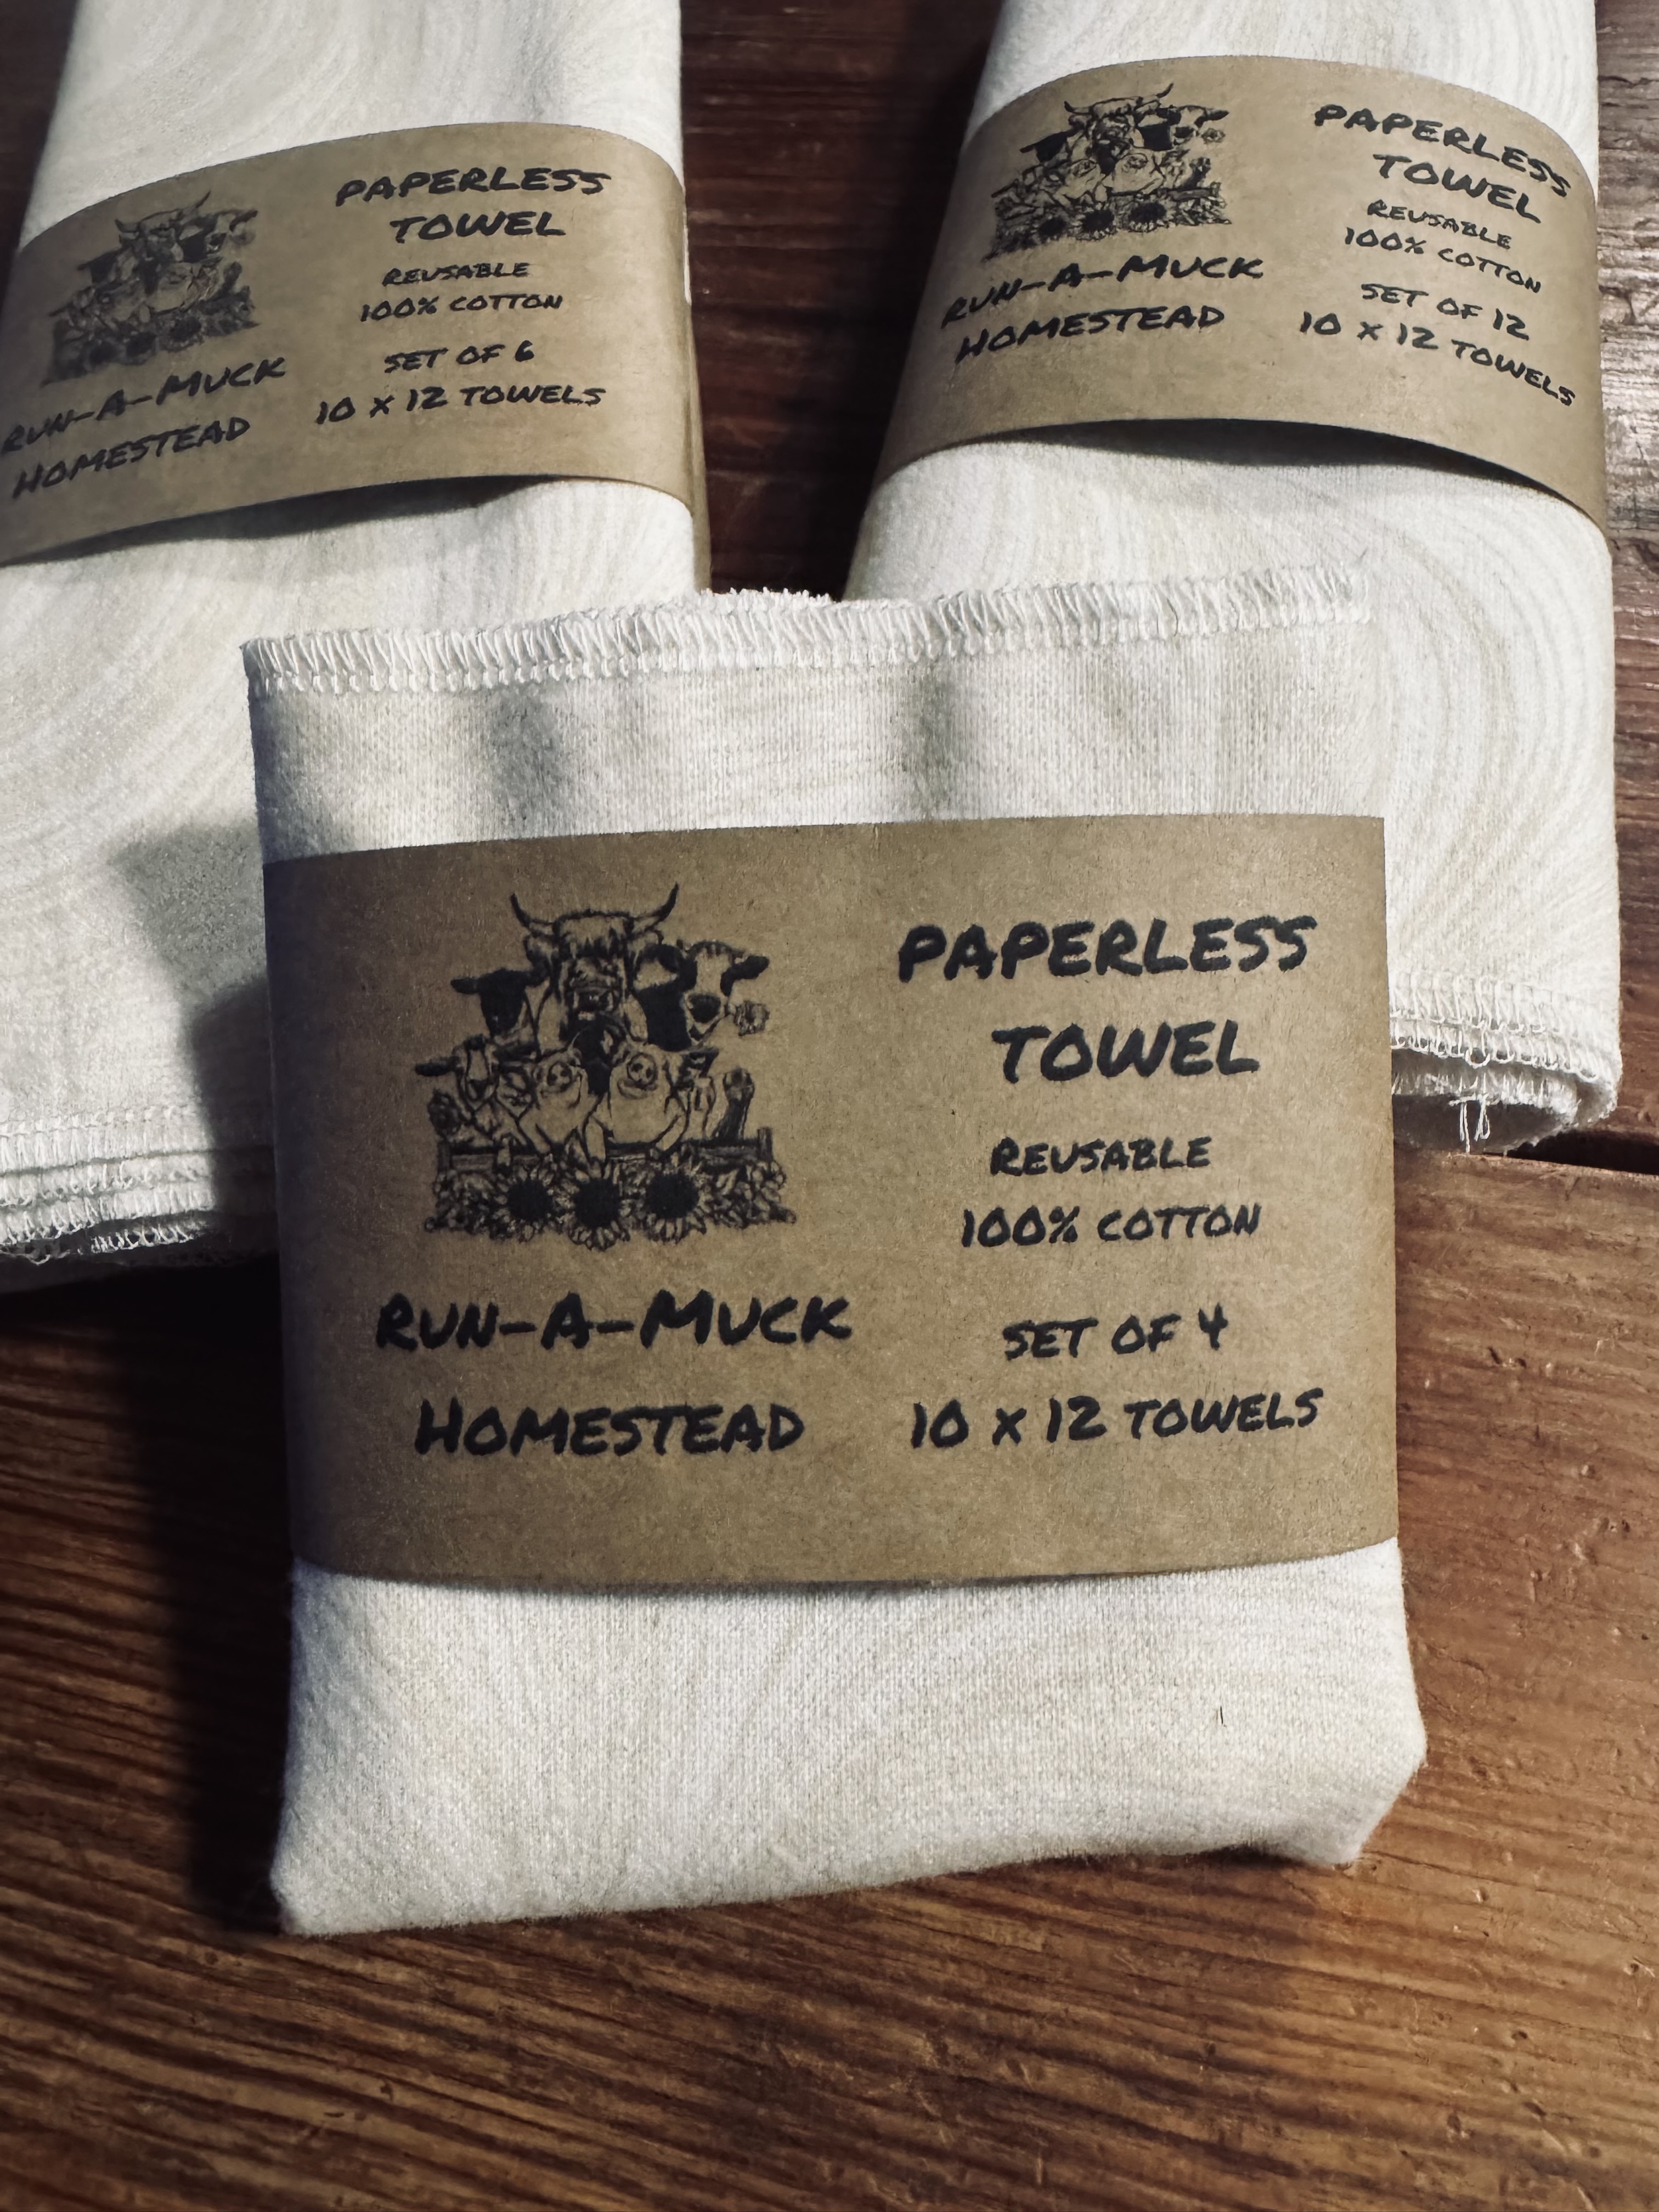 PAPERLESS
TOWEL
REUSABLE
100% COTTON
SET OF 6
10 X 12 TOWELS
RUN-A-MUCK
HOMESTEAD
PAPERLESS
TOWEL
REUSABLE
100% COTTON
SET OF 12
10 X 12 TOWELS
RUN-A-MUCK
HOMESTEAD
PAPERLESS
TOWEL
REUSABLE
100% COTTON
SET OF 4
10 X 12 TOWELS
RUN-A-MUCK
HOMESTEAD